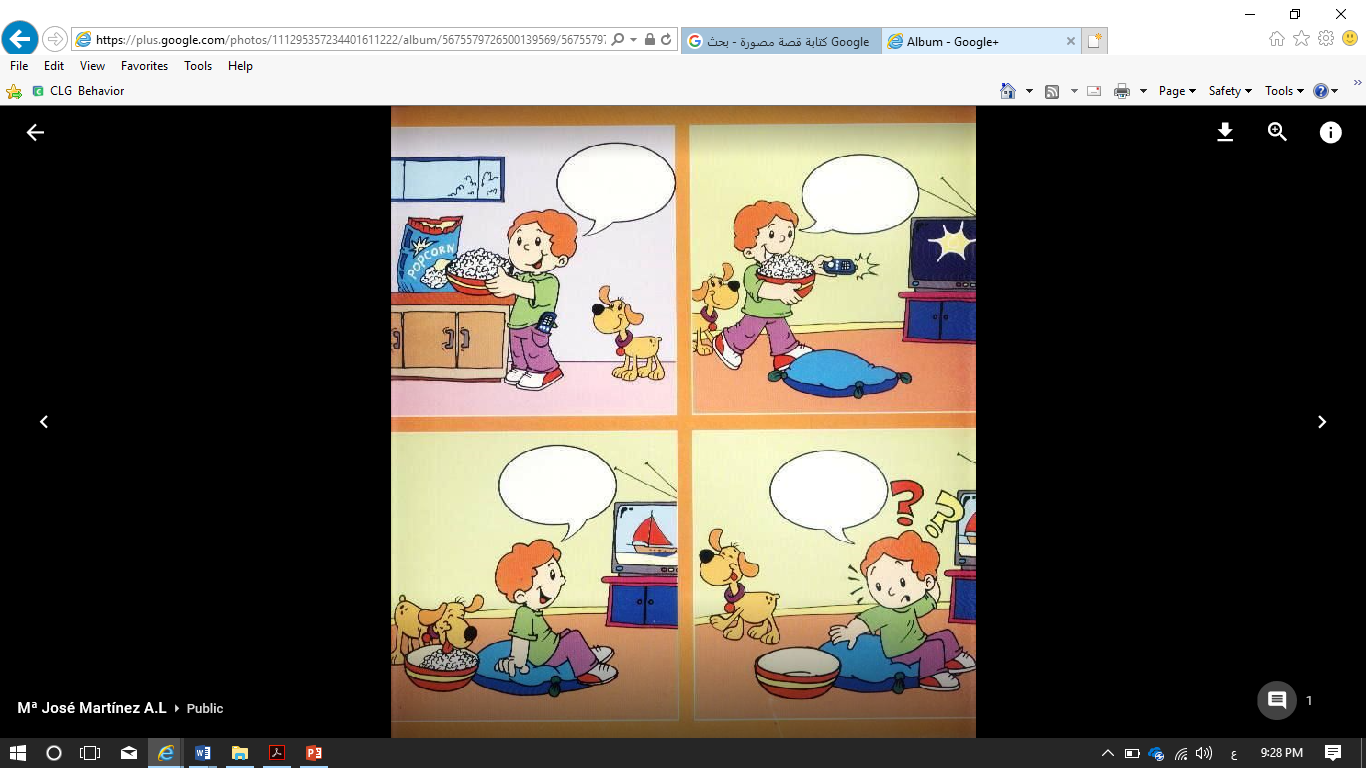 https://plus.google.com/photos/111295357234401611222/album/5675579726500139569/567557
كتابة قصة مصورة - بحث Google
Album - Google+
File Edit View Favorites Tools Help
CLG Behavior
Page Safety Tools
POPCORN
Mª José Martínez A.L Public
1
ع
9:28 PM